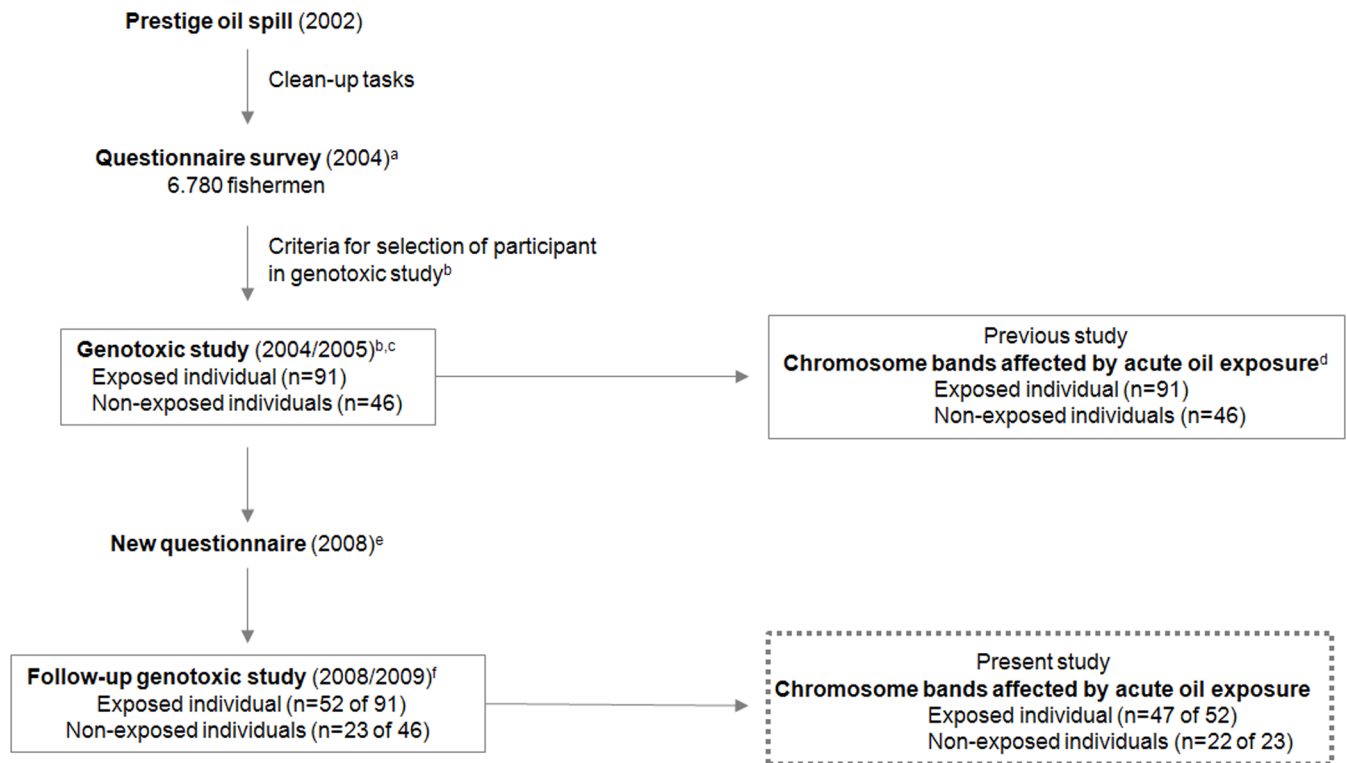 Prestige oil spill (2002)
Clean-up tasks
Questionnaire survey (2004)a
6.780 fishermen
Criteria for selection of participant
in genotoxic studyb
Genotoxic study (2004/2005)b,c
Exposed individual (n=91)
Non-exposed individuals (n=46)
Previous study
Chromosome bands affected by acute oil exposured
Exposed individual (n=91)
Non-exposed individuals (n=46)
New questionnaire (2008)e
Follow-up genotoxic study (2008/2009)f
Exposed individual (n=52 of 91)
Non-exposed individuals (n=23 of 46)
Present study
Chromosome bands affected by acute oil exposure
Exposed individual (n=47 of 52)
Non-exposed individuals (n=22 of 23)